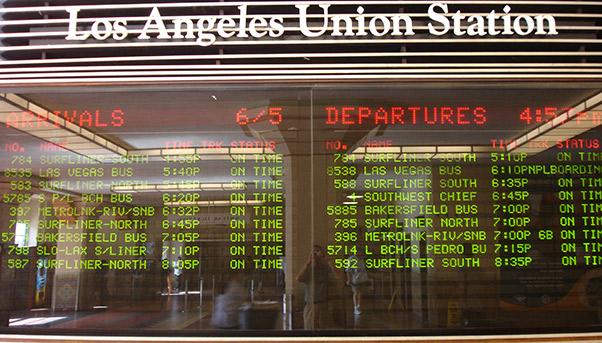 Los Angeles Union Station
ARRIVALS 6/5
NO. NAME TIME TRK STATUS
784 SURFLINER-SOUTH 4:55P ON TIME
8535 LAS VEGAS BUS 5:40P ON TIME
583 SURFLINER-NORTH 5:15P ON TIME
5785 S P/L BCH BUS 6:20P ON TIME
397 METROLNK-RIV/SNB 6:32P ON TIME
SURFLINER-NORTH 6:45P ON TIME
BAKERSFIELD BUS 7:05P ON TIME
798 SLO-LAX S/LINER 7:05P ON TIME
587 SURFLINER-NORTH 8:05P ON TIME
DEPARTURES
NO. NAME TIME TRK STATUS
784 SURFLINER SOUTH 5:10P ON TIME
8538 LAS VEGAS BUS 6:10PNPLBOARDING
588 SURFLINER SOUTH 6:35P ON TIME
4 SOUTHWEST CHIEF 6:45P ON TIME
5885 BAKERSFIELD BUS 7:00P ON TIME
785 SURFLINER NORTH 7:00P ON TIME
396 METROLINK-RIV/SNB 7:00P 6B ON TIME
5714 L BCH/S PEDRO BU 7:15P ON TIME
592 SURFLINER SOUTH 8:35P ON TIME